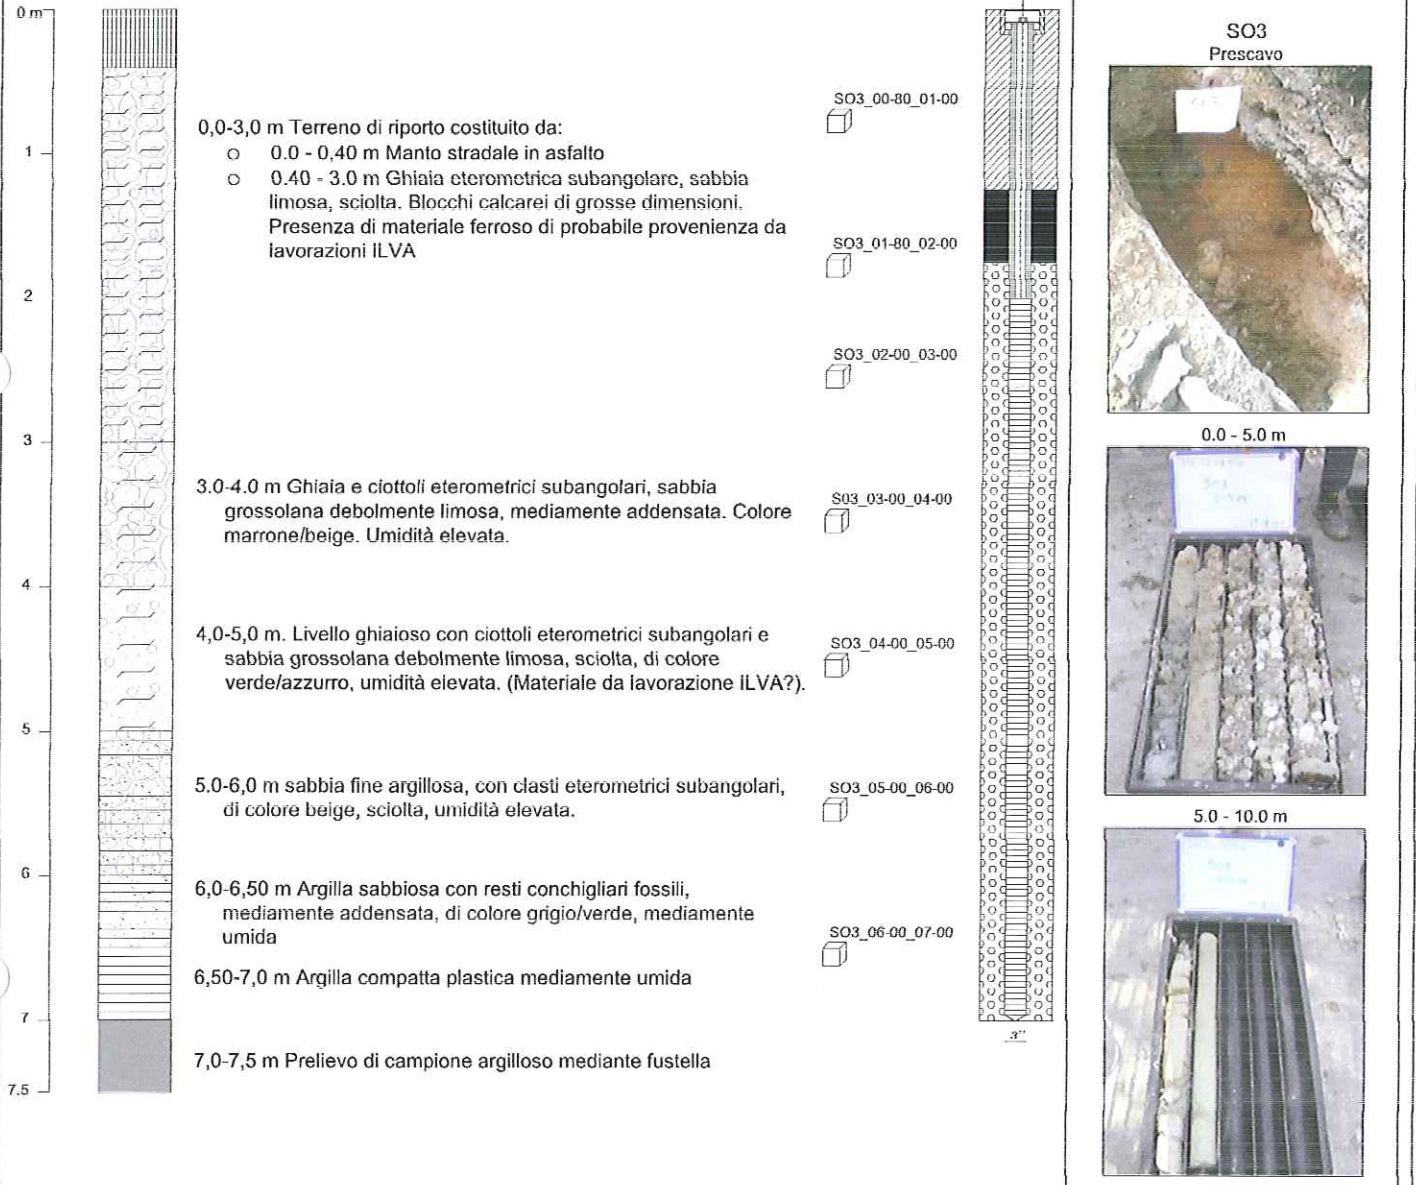 0 m
1
2
3
4
5
6
7
7.5
0,0-3,0 m Terreno di riporto costituito da:
○ 0.0 - 0,40 m Manto stradale in asfalto
○ 0.40 - 3.0 m Ghiaia eterometrica subangolare, sabbia
limosa, sciolta. Blocchi calcarei di grosse dimensioni.
Presenza di materiale ferroso di probabile provenienza da
lavorazioni ILVA
3.0-4.0 m Ghiaia e ciottoli eterometrici subangolari, sabbia
grossolana debolmente limosa, mediamente addensata. Colore
marrone/beige. Umidità elevata.
4,0-5,0 m. Livello ghiaioso con ciottoli eterometrici subangolari e
sabbia grossolana debolmente limosa, sciolta, di colore
verde/azzurro, umidità elevata. (Materiale da lavorazione ILVA?).
5.0-6,0 m sabbia fine argillosa, con clasti eterometrici subangolari,
di colore beige, sciolta, umidità elevata.
6,0-6,50 m Argilla sabbiosa con resti conchigliari fossili,
mediamente addensata, di colore grigio/verde, mediamente
umida
6,50-7,0 m Argilla compatta plastica mediamente umida
7,0-7,5 m Prelievo di campione argilloso mediante fustella
SO3_00-80_01-00
SO3_01-80_02-00
SO3_02-00_03-00
S03_03-00_04-00
SO3_04-00_05-00
SO3_05-00_06-00
SO3_06-00_07-00
3"
SO3
Prescavo
0.0 - 5.0 m
5.0 - 10.0 m